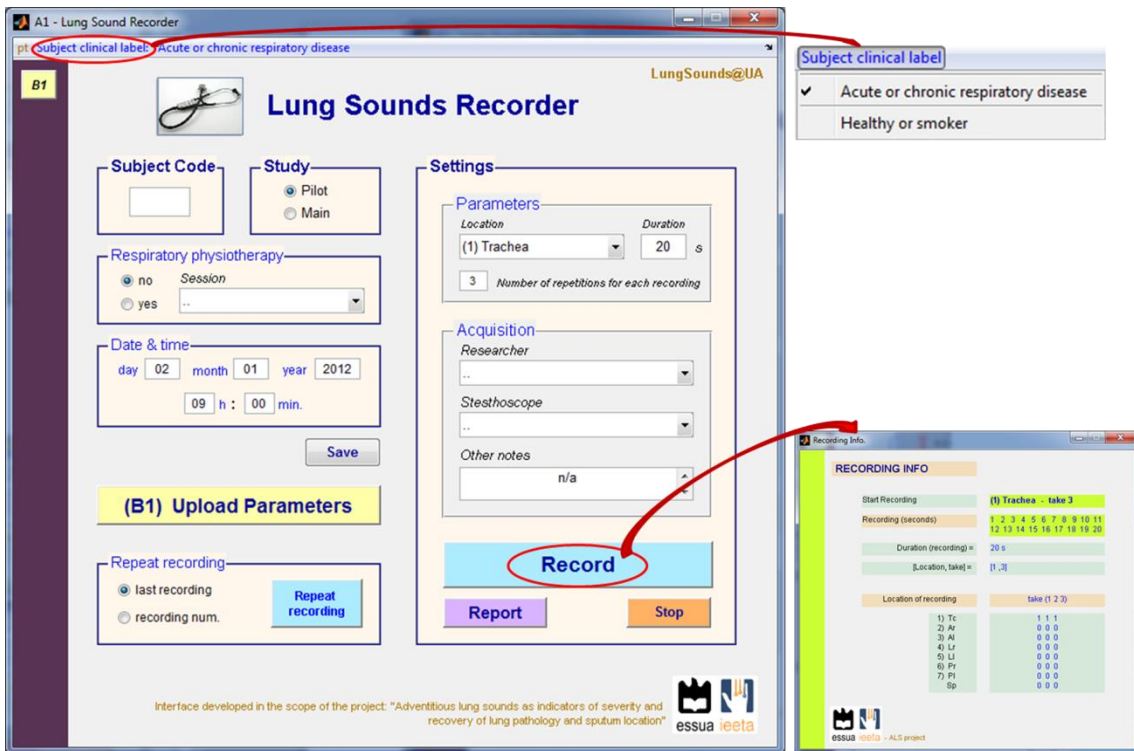 A1 - Lung Sound Recorder
pt Subject clinical label: Acute or chronic respiratory disease
B1
LungSounds@UA
Lung Sounds Recorder
Subject Code
Study
Pilot
Main
Respiratory physiotherapy
no
Session
yes
..
Date & time
day 02 month 01 year 2012
09 h : 00 min.
Save
(B1) Upload Parameters
Repeat recording
last recording
recording num.
Repeat
recording
Settings
Parameters
Location
Duration
(1) Trachea
20 s
3 Number of repetitions for each recording
Acquisition
Researcher
..
Stesthoscope
..
Other notes
n/a
Record
Report
Stop
Interface developed in the scope of the project: "Adventitious lung sounds as indicators of severity and
recovery of lung pathology and sputum location"
essua ieeta
Subject clinical label
Acute or chronic respiratory disease
Healthy or smoker
Recording Info.
RECORDING INFO
Start Recording
(1) Trachea - take 3
Recording (seconds)
1 2 3 4 5 6 7 8 9 10 11
12 13 14 15 16 17 18 19 20
Duration (recording) = 20 s
[Location, take] = [1 ,3]
Location of recording
take (1 2 3)
1) Tc 1 1 1
2) Ar 0 0 0
3) Al 0 0 0
4) Lr 0 0 0
5) Ll 0 0 0
6) Pr 0 0 0
7) Pl 0 0 0
Sp 0 0 0
essua ieeta - ALS project